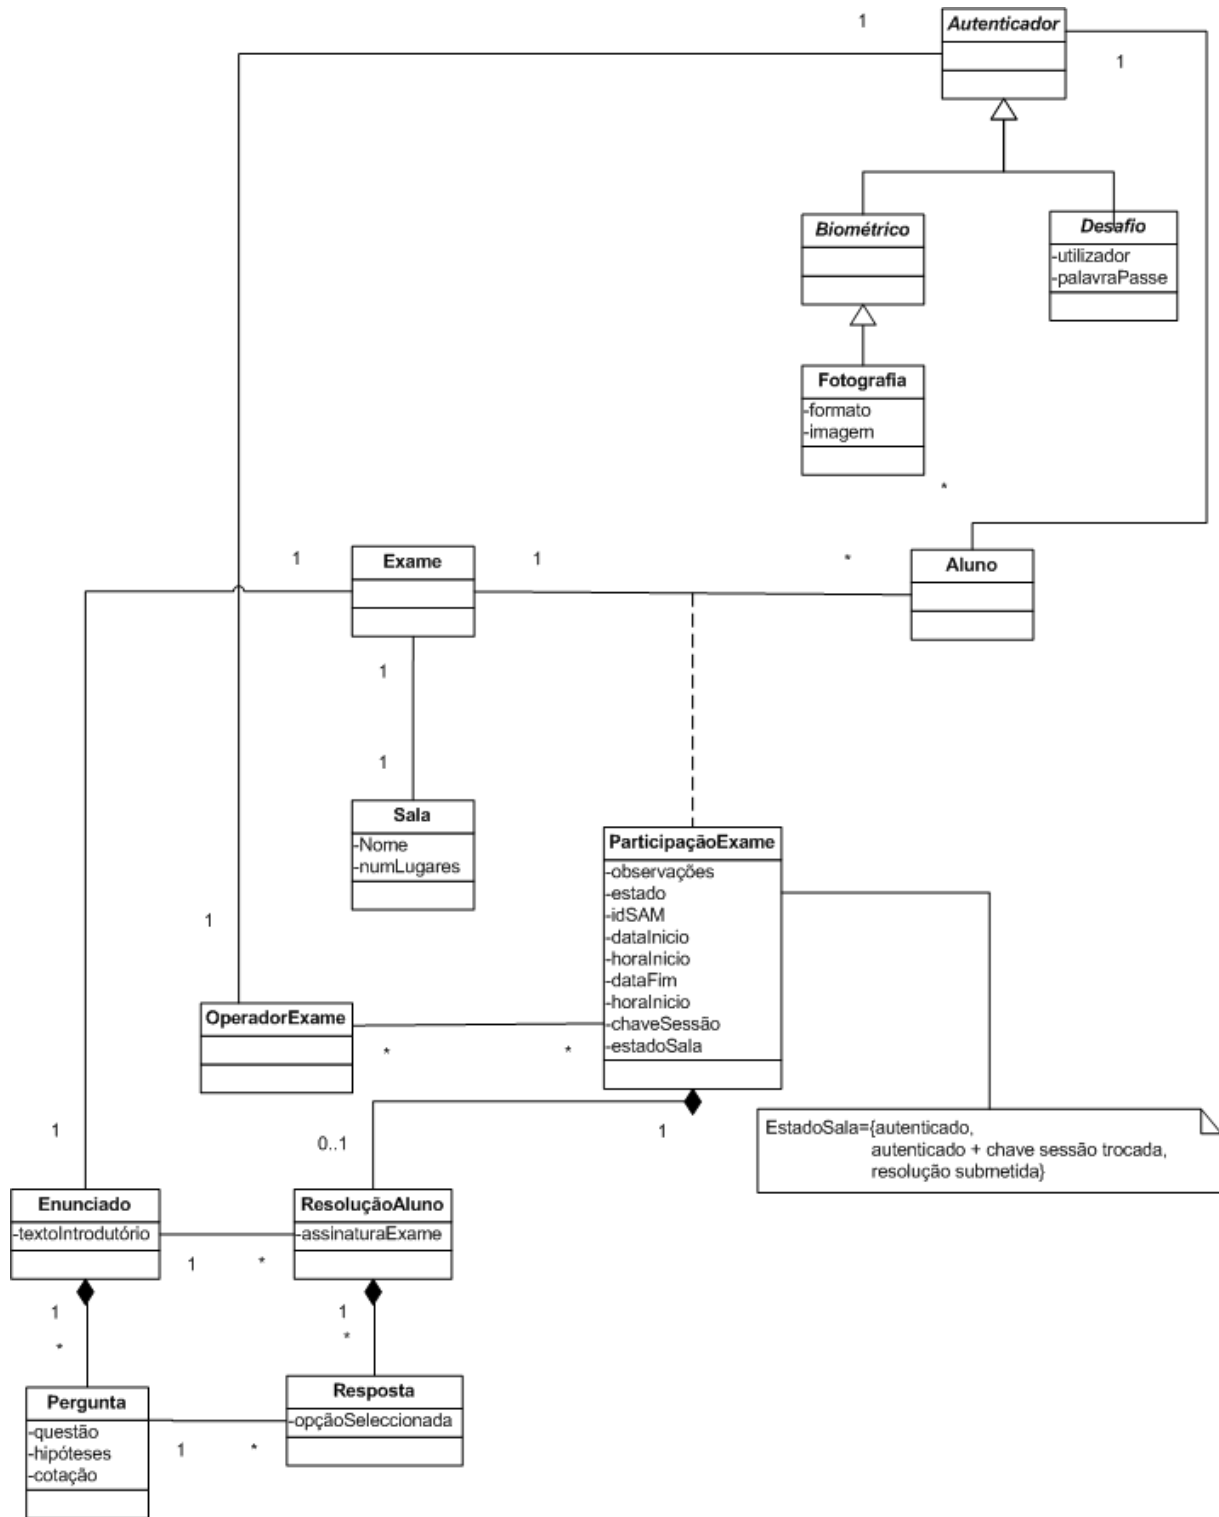 1
Autenticador
1
Biométrico
Desafio
-utilizador
-palavraPasse
Fotografia
-formato
-imagem
*
1
Exame
1
*
Aluno
1
1
Sala
-Nome
-numLugares
ParticipaçãoExame
-observações
-estado
-idSAM
-dataInicio
-horaInicio
-dataFim
-horaInicio
-chaveSessão
-estadoSala
1
OperadorExame
*
*
1
0..1
1
EstadoSala={autenticado,
autenticado + chave sessão trocada,
resolução submetida}
Enunciado
-textoIntrodutório
ResoluçãoAluno
-assinaturaExame
1
*
1
*
1
*
Pergunta
-questão
-hipóteses
-cotação
Resposta
-opçãoSeleccionada
1
*